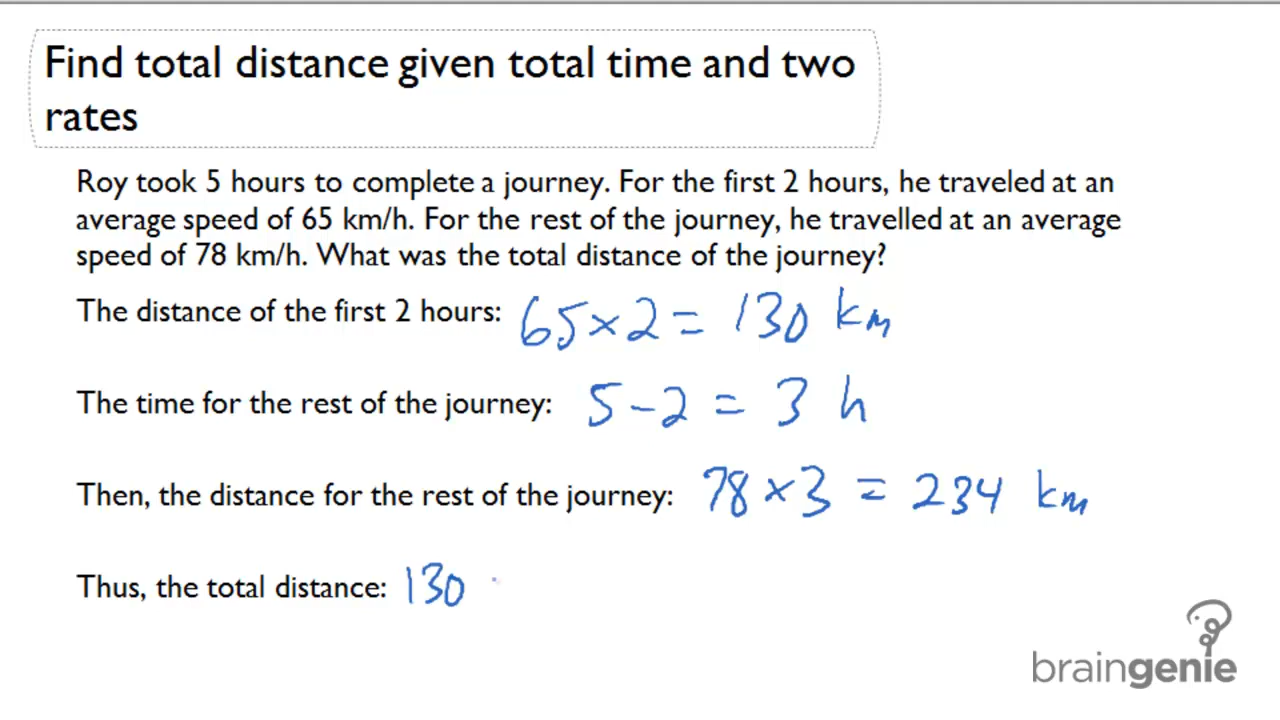 Find total distance given total time and two
rates
Roy took 5 hours to complete a journey. For the first 2 hours, he traveled at an
average speed of 65 km/h. For the rest of the journey, he travelled at an average
speed of 78 km/h. What was the total distance of the journey?
The distance of the first 2 hours: 65 × 2 = 130 km
The time for the rest of the journey: 5 - 2 = 3 h
Then, the distance for the rest of the journey: 78 × 3 = 234 km
Thus, the total distance: 130
braingenie